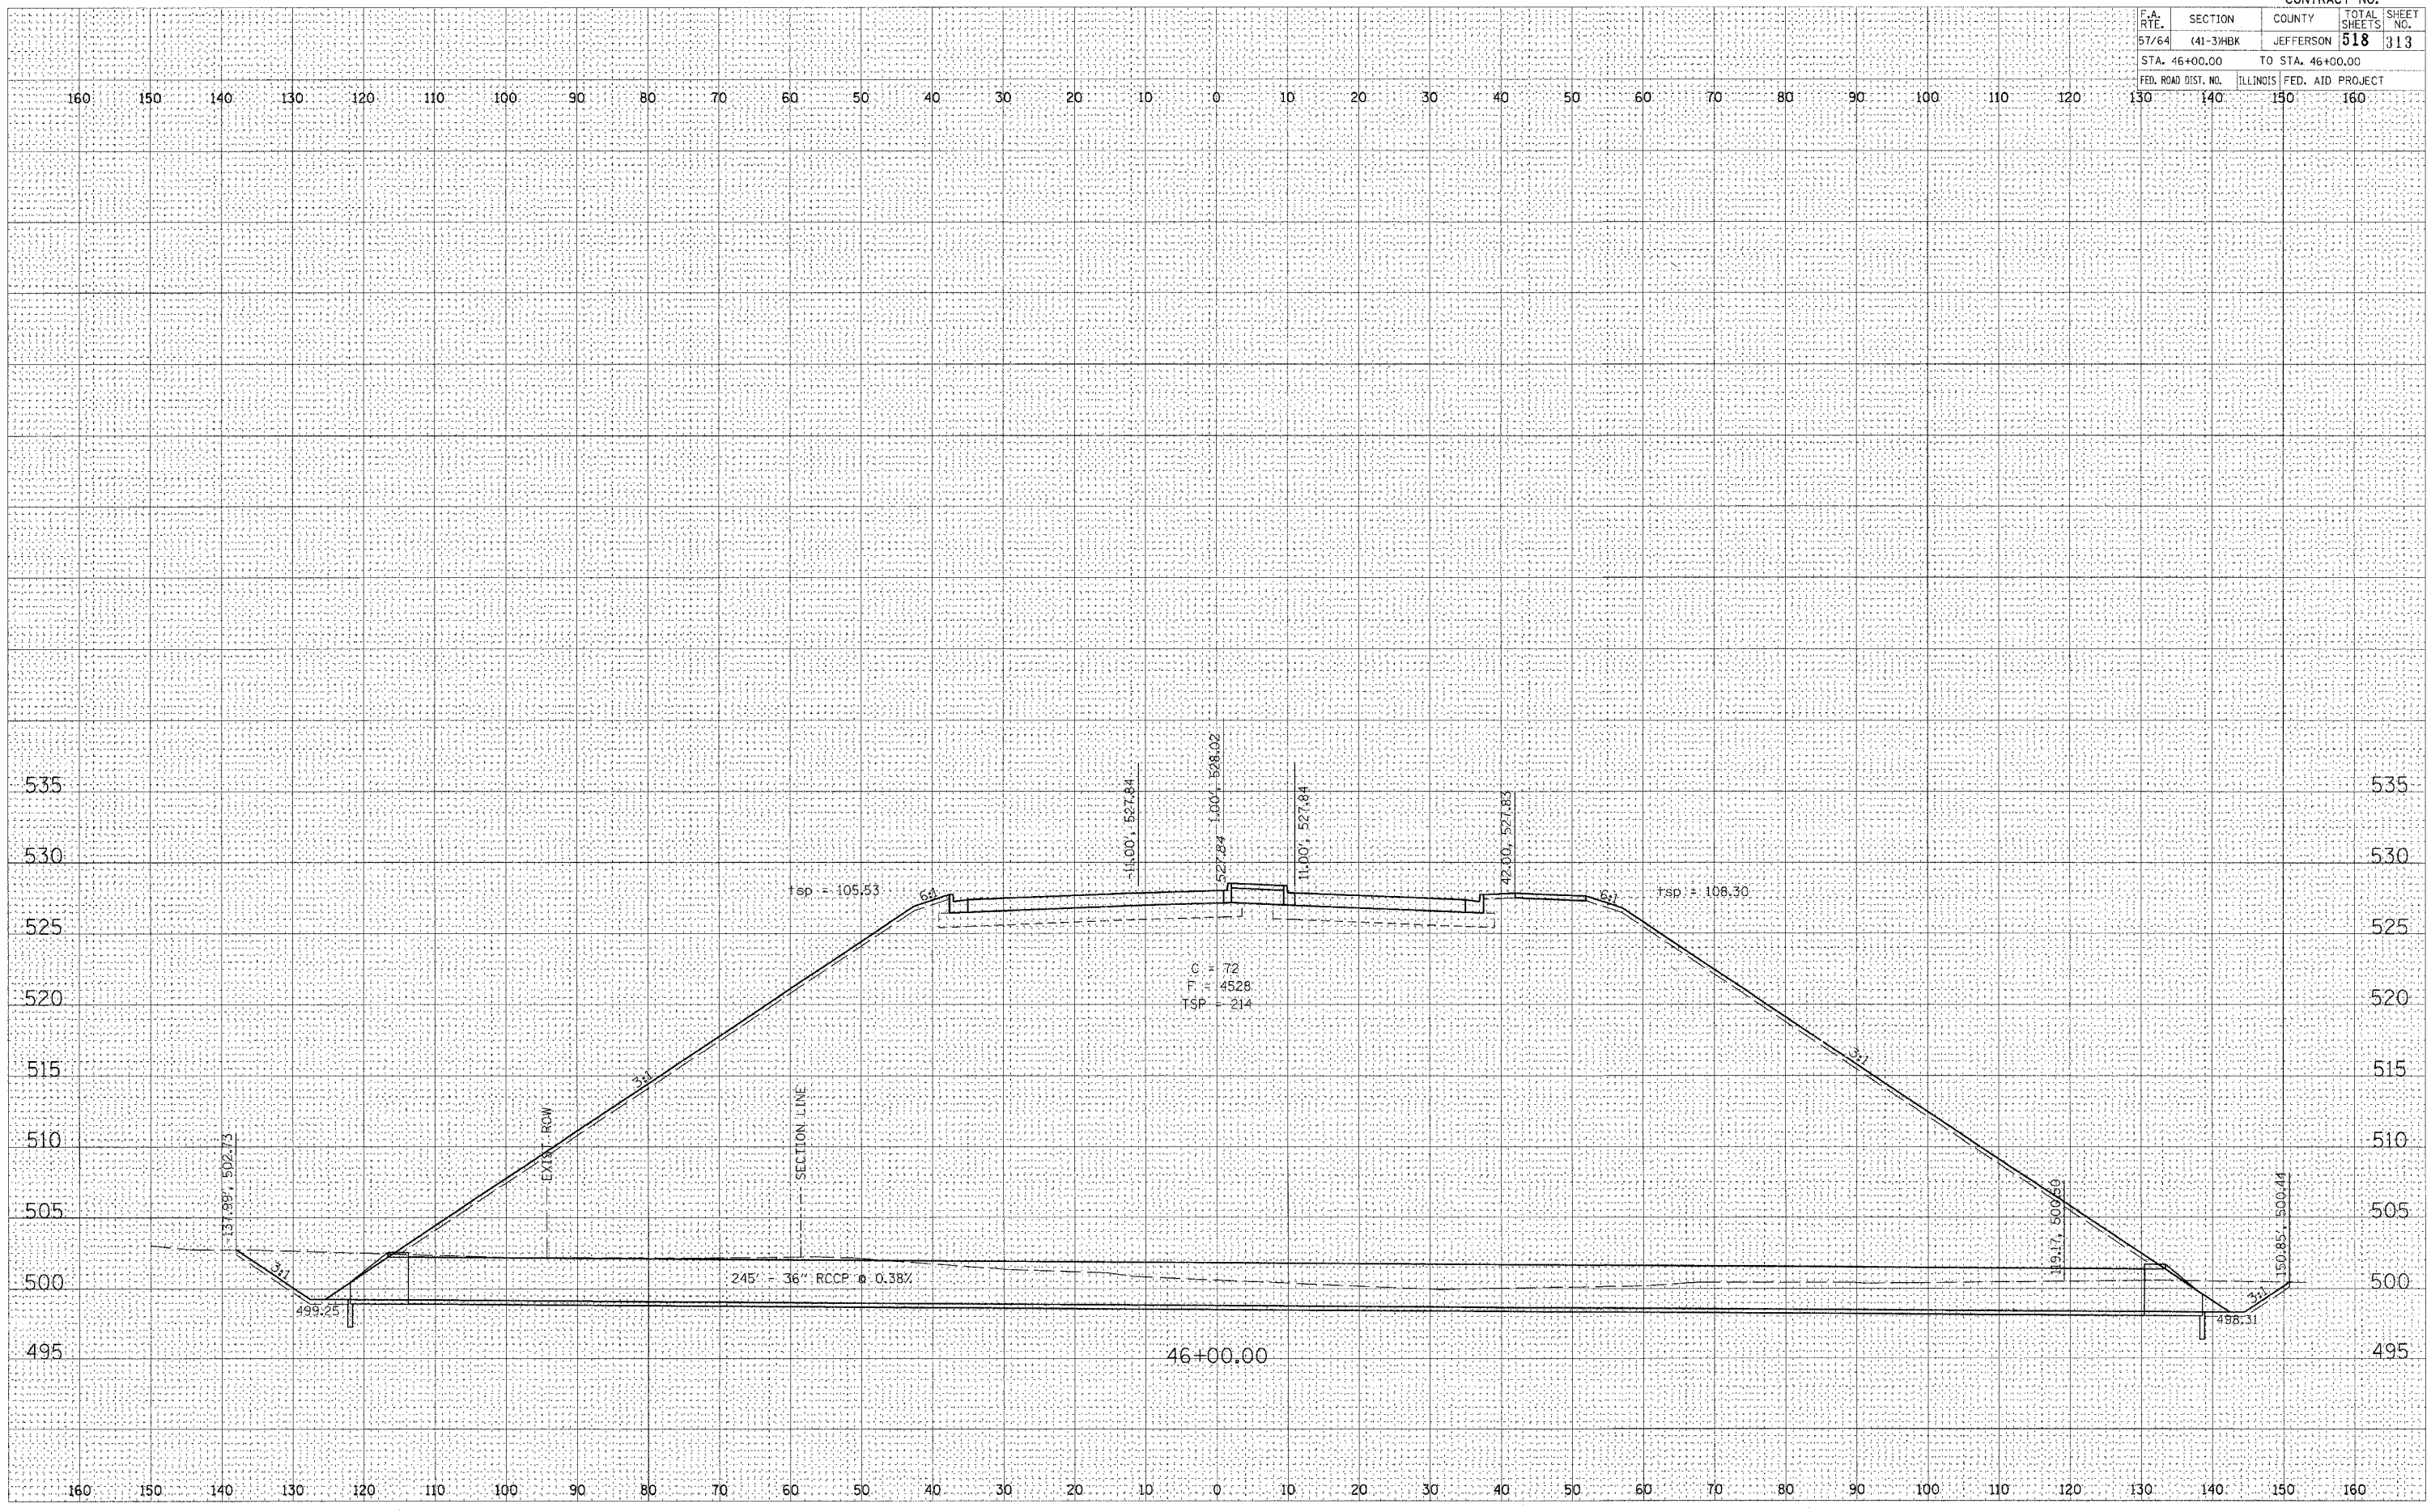 CONTRACT NO.
F.A. RTE. SECTION COUNTY TOTAL SHEETS SHEET NO.
57/64 (41-3)HBK JEFFERSON 518 313
STA. 46+00.00 TO STA. 46+00.00
FED. ROAD DIST. NO. ILLINOIS FED. AID PROJECT
160 150 140 130 120 110 100 90 80 70 60 50 40 30 20 10 0 10 20 30 40 50 60 70 80 90 100 110 120 130 140 150 160
535 535
530 530
525 525
520 520
515 515
510 510
505 505
500 500
495 495
-11.00', 527.84
527.84
1.00', 528.02
11.00', 527.84
42.00, 527.83
tsp = 105.53
6:1
6:1
tsp = 108.30
C = 72
F = 4528
TSP = 214
3:1
3:1
EXIST ROW
SECTION LINE
-137.99', 502.73
119.17, 500.50
150.85, 500.44
3:1
245' - 36" RCCP @ 0.38%
3:1
499.25
498.31
46+00.00
160 150 140 130 120 110 100 90 80 70 60 50 40 30 20 10 0 10 20 30 40 50 60 70 80 90 100 110 120 130 140 150 160